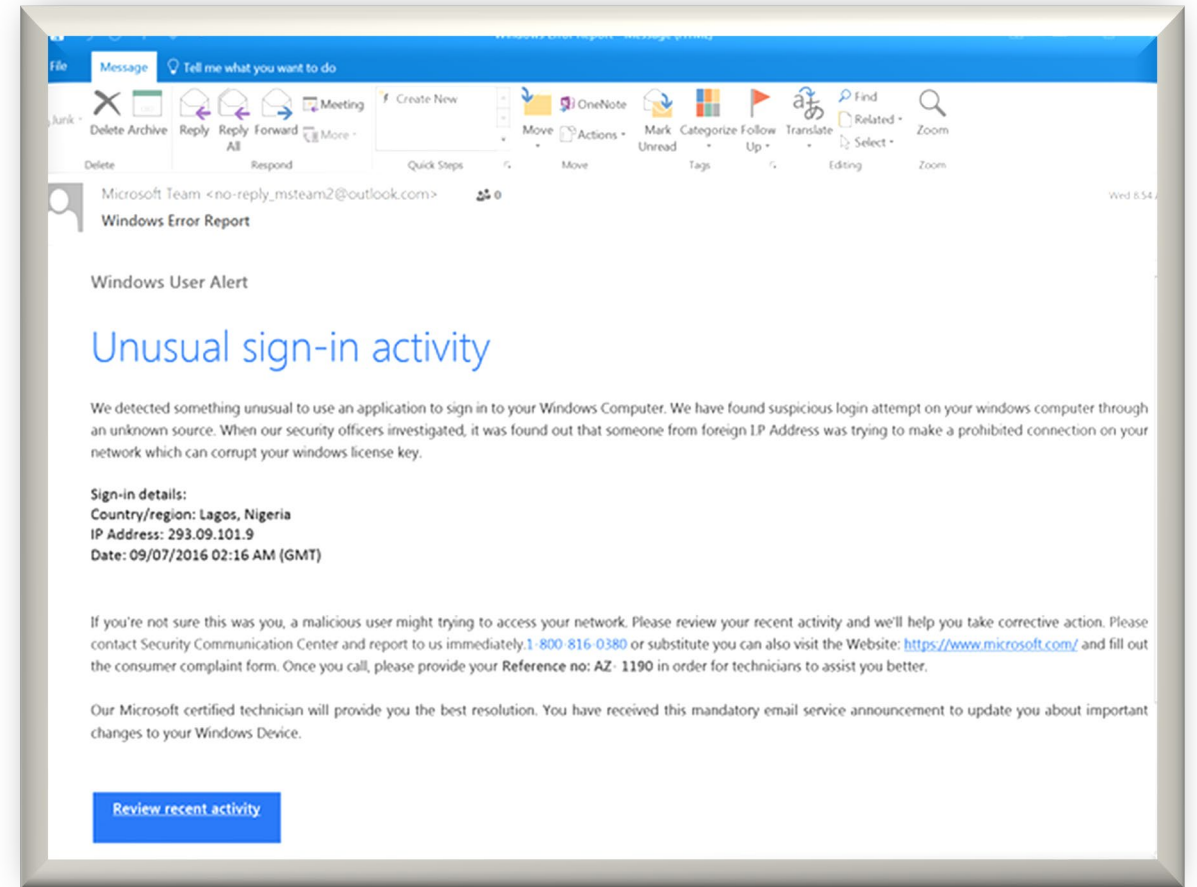 File Message Tell me what you want to do
Junk Delete Archive Reply Reply All Forward Meeting More Create New Move OneNote Actions Mark Unread Categorize Follow Up Translate Find Related Select Zoom
Delete Respond Quick Steps Move Tags Editing Zoom
Microsoft Team <no-reply_msteam2@outlook.com> 0 Wed 8:54
Windows Error Report
Windows User Alert
Unusual sign-in activity
We detected something unusual to use an application to sign in to your Windows Computer. We have found suspicious login attempt on your windows computer through
an unknown source. When our security officers investigated, it was found out that someone from foreign I.P Address was trying to make a prohibited connection on your
network which can corrupt your windows license key.
Sign-in details:
Country/region: Lagos, Nigeria
IP Address: 293.09.101.9
Date: 09/07/2016 02:16 AM (GMT)
If you're not sure this was you, a malicious user might trying to access your network. Please review your recent activity and we'll help you take corrective action. Please
contact Security Communication Center and report to us immediately.1-800-816-0380 or substitute you can also visit the Website: https://www.microsoft.com/ and fill out
the consumer complaint form. Once you call, please provide your Reference no: AZ- 1190 in order for technicians to assist you better.
Our Microsoft certified technician will provide you the best resolution. You have received this mandatory email service announcement to update you about important
changes to your Windows Device.
Review recent activity